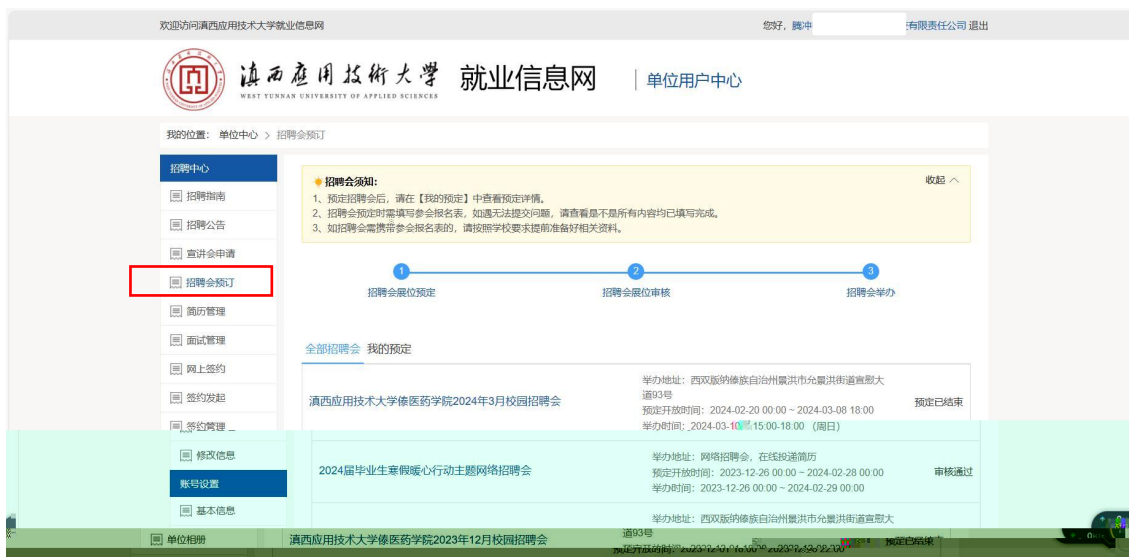 欢迎访问滇西应用技术大学就业信息网
您好，腾冲
有限责任公司 退出
滇西应用技术大学 就业信息网 单位用户中心
WEST YUNNAN UNIVERSITY OF APPLIED SCIENCES
我的位置： 单位中心 > 招聘会预订
招聘中心
招聘指南
招聘公告
宣讲会申请
招聘会预订
简历管理
面试管理
网上签约
签约发起
签约管理
修改信息
账号设置
基本信息
单位相册
招聘会须知:
收起
1、预定招聘会后，请在【我的预定】中查看预定详情。
2、招聘会预定时需填写参会报名表，如遇无法提交问题，请查看是不是所有内容均已填写完成。
3、如招聘会需携带参会报名表的，请按照学校要求提前准备好相关资料。
1
2
3
招聘会展位预定
招聘会展位审核
招聘会举办
全部招聘会 我的预定
滇西应用技术大学傣医药学院2024年3月校园招聘会
举办地址：西双版纳傣族自治州景洪市允景洪街道宣慰大
道93号
预定开放时间：2024-02-20 00:00 ~ 2024-03-08 18:00
举办时间：2024-03-10 15:00-18:00 （周日）
预定已结束
2024届毕业生寒假暖心行动主题网络招聘会
举办地址：网络招聘会，在线投递简历
预定开放时间：2023-12-26 00:00 ~ 2024-02-28 00:00
举办时间：2023-12-26 00:00 ~ 2024-02-29 00:00
审核通过
滇西应用技术大学傣医药学院2023年12月校园招聘会
举办地址：西双版纳傣族自治州景洪市允景洪街道宣慰大
道93号
预定已结束